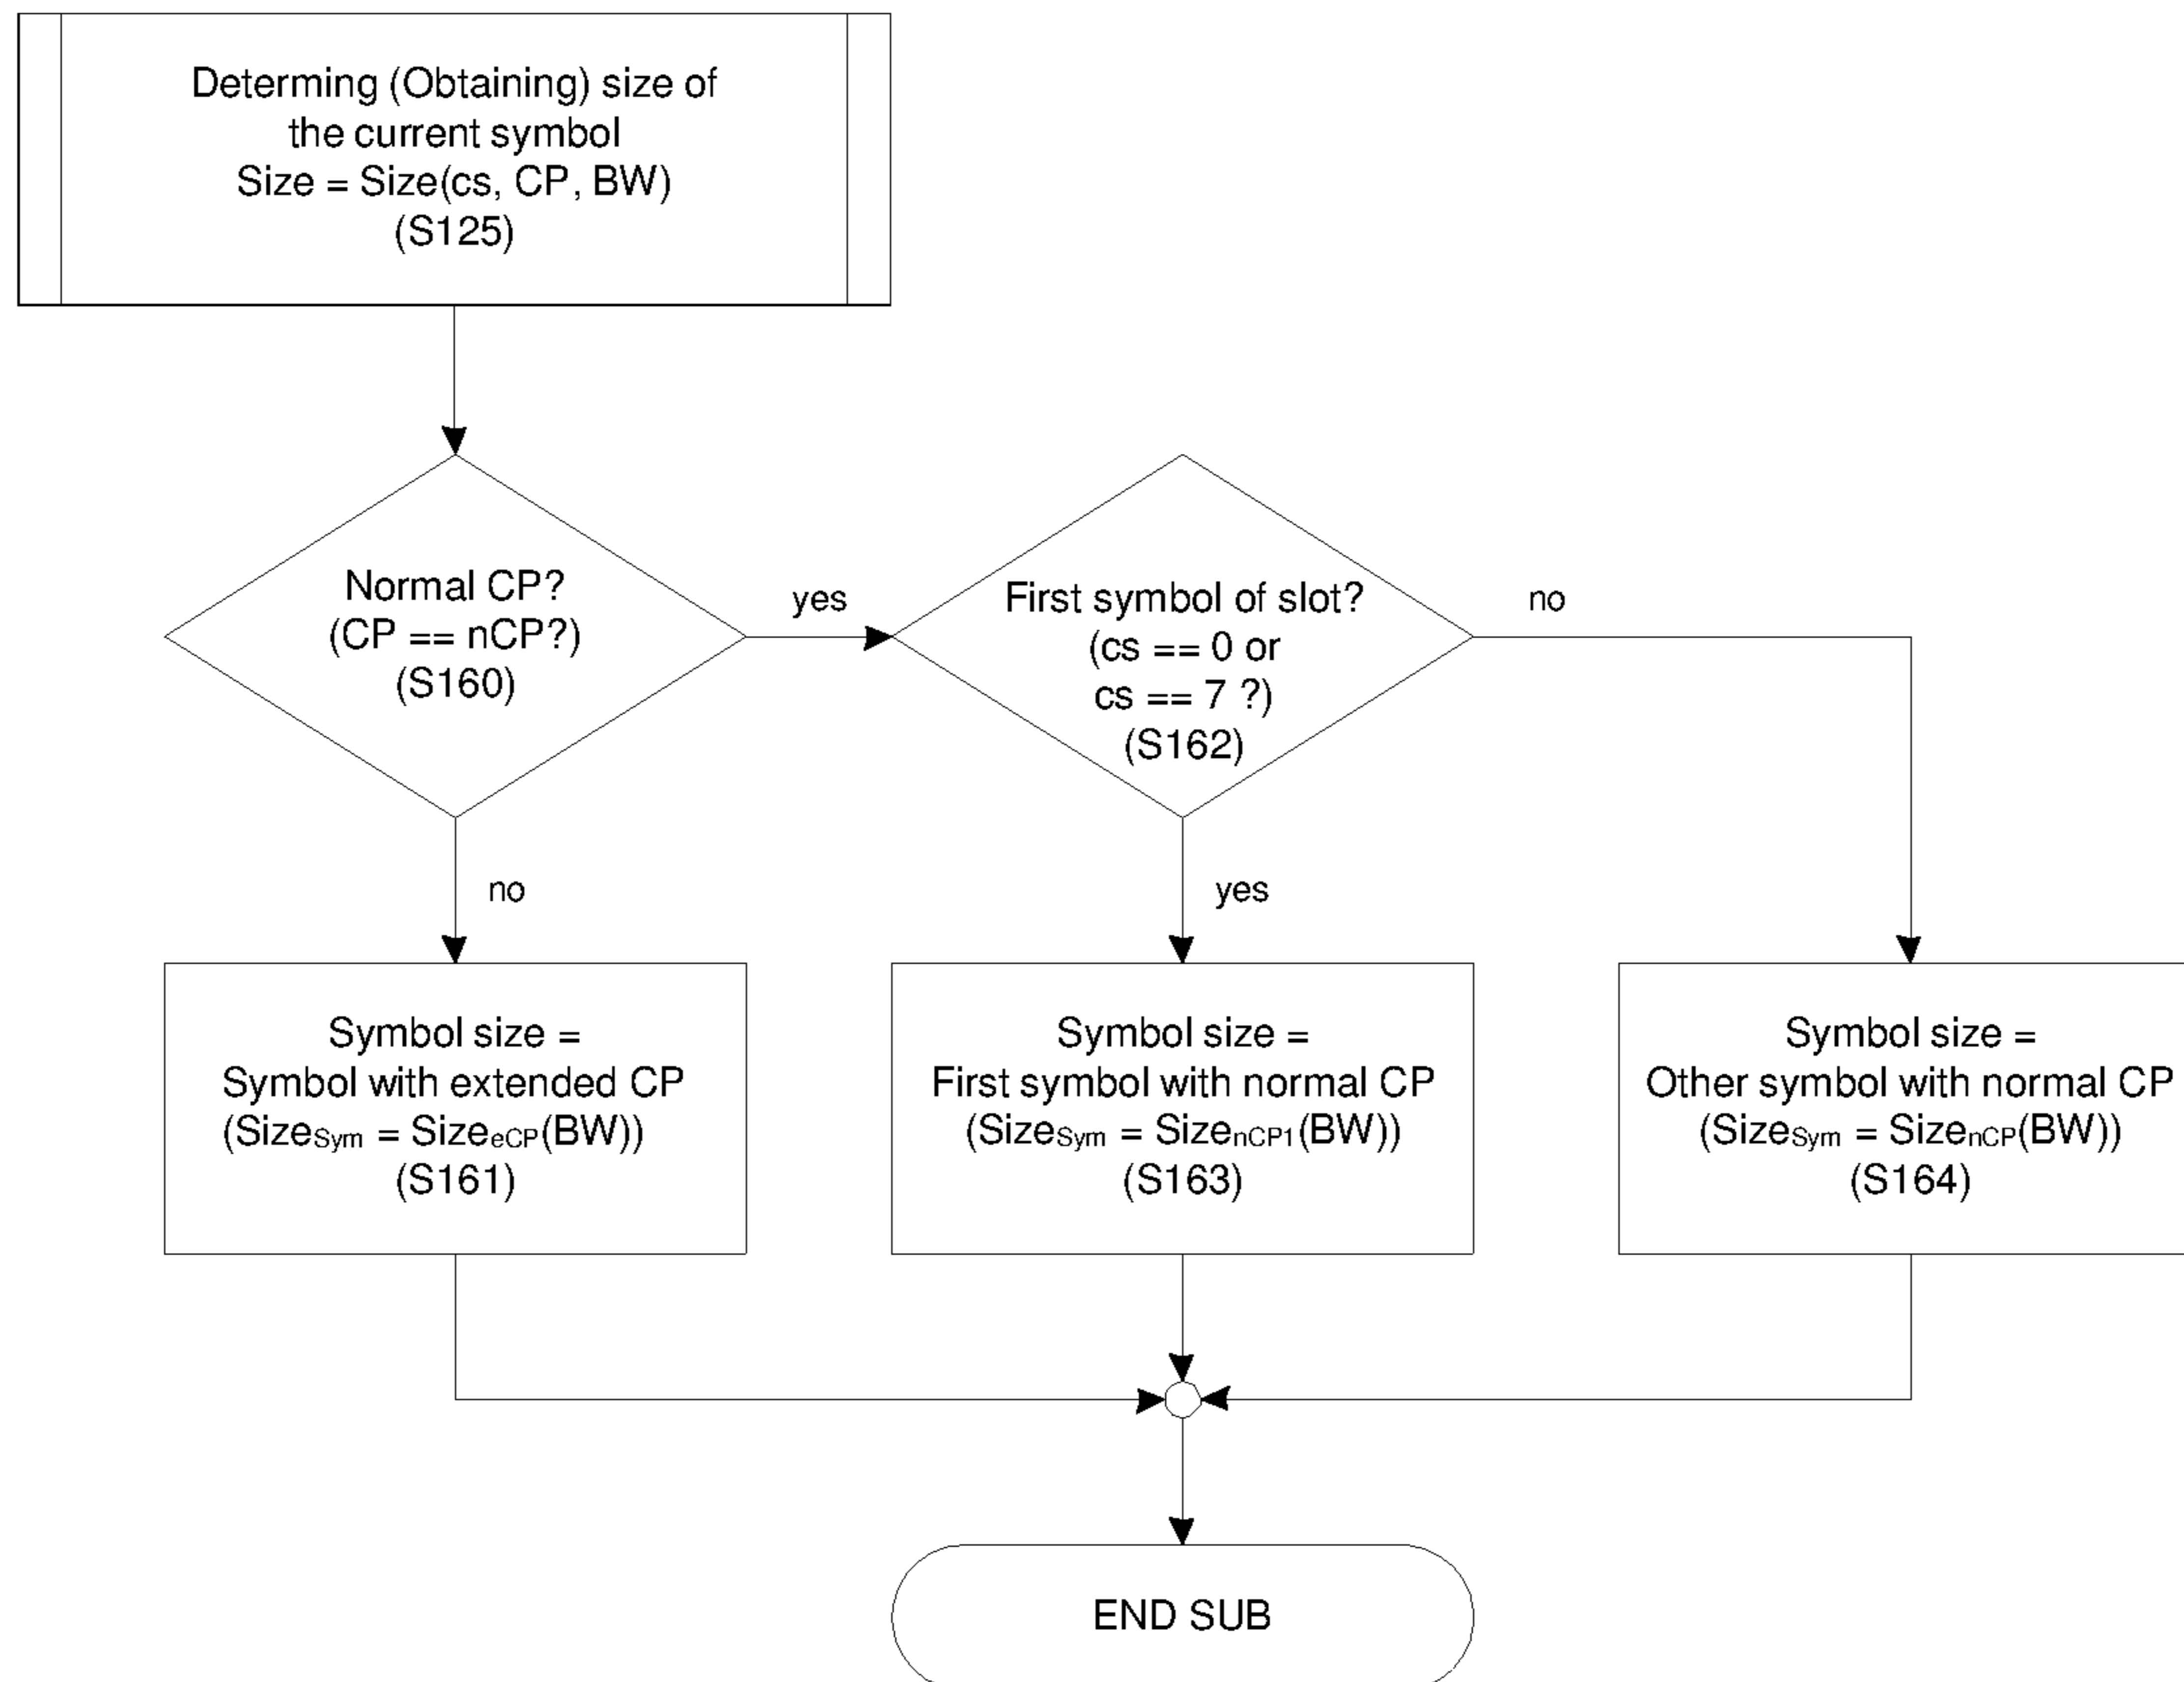 Determing (Obtaining) size of
the current symbol
Size = Size(cs, CP, BW)
(S125)
Normal CP?
(CP == nCP?)
(S160)
yes
First symbol of slot?
(cs == 0 or
cs == 7 ?)
(S162)
no
no
yes
Symbol size =
Symbol with extended CP
(SizeSym = SizeeCP(BW))
(S161)
Symbol size =
First symbol with normal CP
(SizeSym = SizenCP1(BW))
(S163)
Symbol size =
Other symbol with normal CP
(SizeSym = SizenCP(BW))
(S164)
END SUB